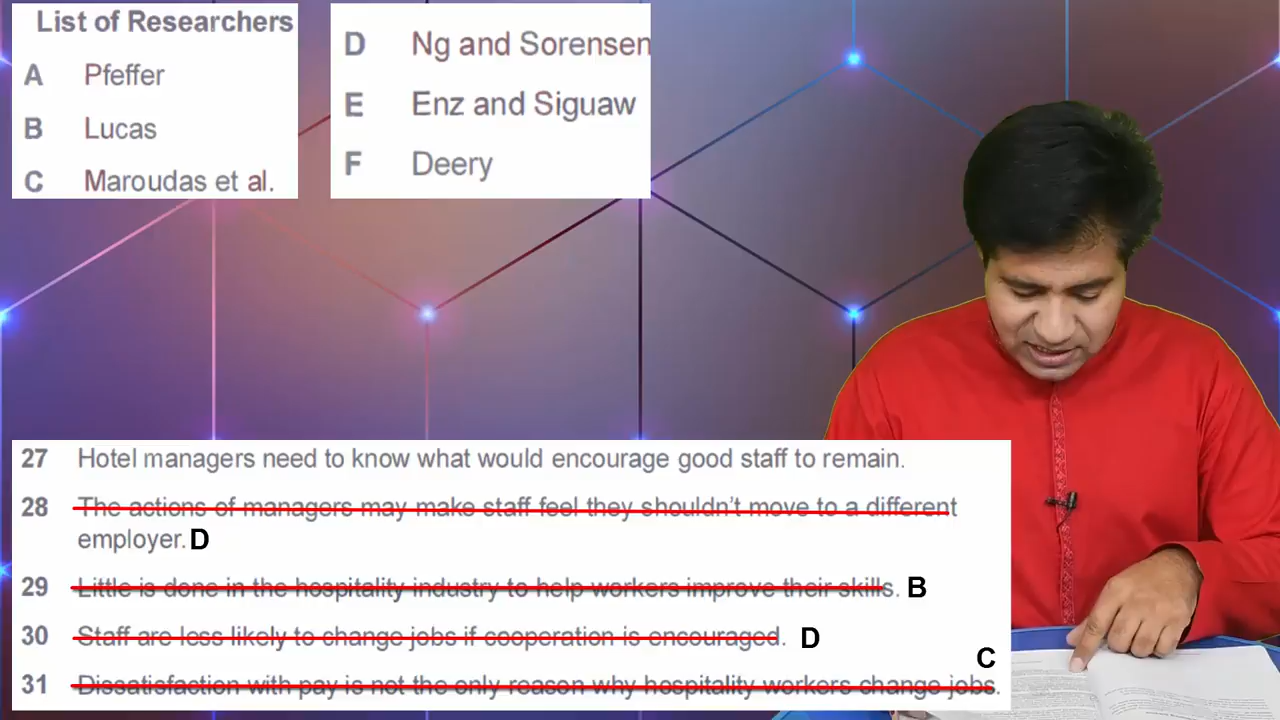 List of Researchers
A Pfeffer
B Lucas
C Maroudas et al.
D Ng and Sorensen
E Enz and Siguaw
F Deery
27 Hotel managers need to know what would encourage good staff to remain.
28 The actions of managers may make staff feel they shouldn't move to a different
employer. D
29 Little is done in the hospitality industry to help workers improve their skills. B
30 Staff are less likely to change jobs if cooperation is encouraged. D
31 Dissatisfaction with pay is not the only reason why hospitality workers change jobs. C